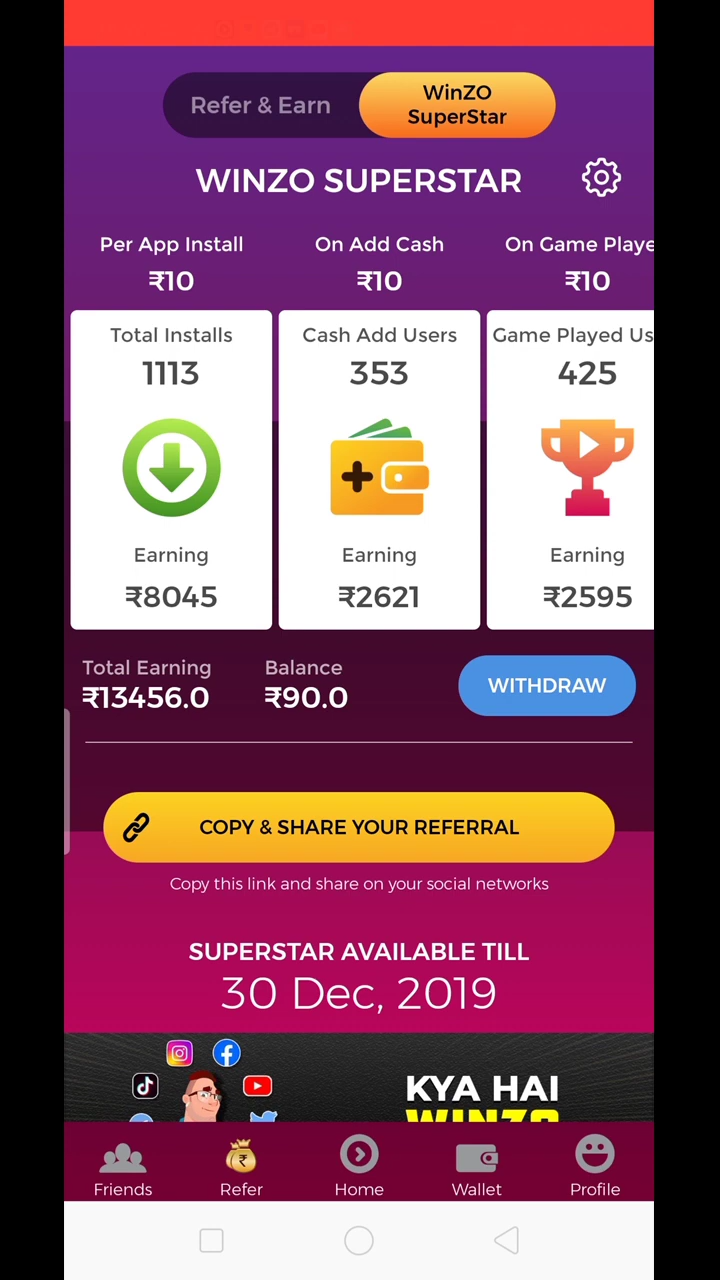 Refer & Earn
WinZO
SuperStar
WINZO SUPERSTAR
Per App Install
On Add Cash
On Game Playe
₹10
₹10
₹10
Total Installs
Cash Add Users
Game Played Us
1113
353
425
Earning
Earning
Earning
₹8045
₹2621
₹2595
Total Earning
Balance
₹13456.0
₹90.0
WITHDRAW
COPY & SHARE YOUR REFERRAL
Copy this link and share on your social networks
SUPERSTAR AVAILABLE TILL
30 Dec, 2019
KYA HAI
WINZO
Friends
Refer
Home
Wallet
Profile